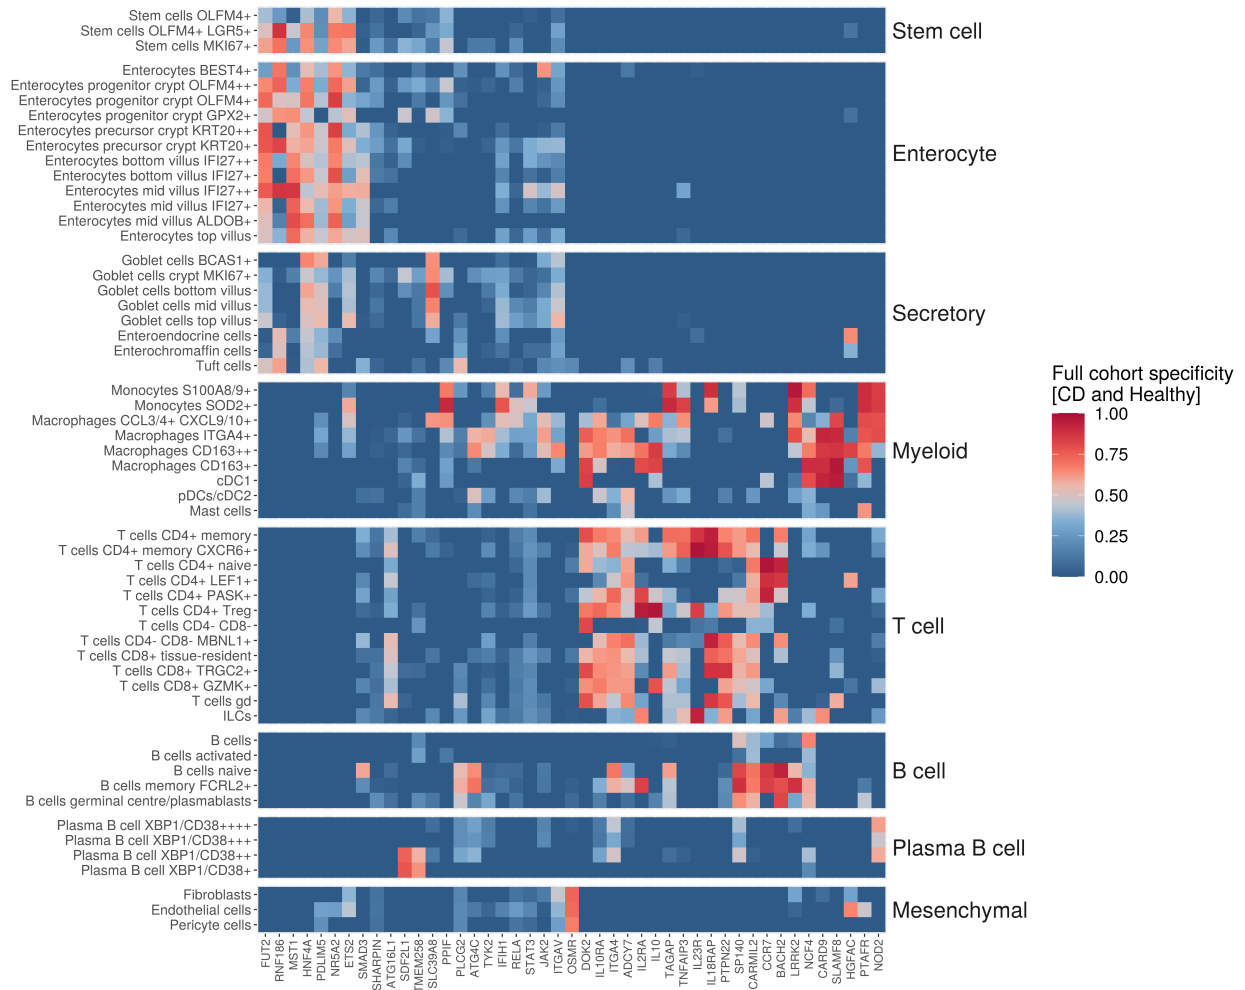 Stem cells OLFM4+
Stem cells OLFM4+ LGR5+
Stem cells MKI67+
Stem cell
Enterocytes BEST4+
Enterocytes progenitor crypt OLFM4++
Enterocytes progenitor crypt OLFM4+
Enterocytes progenitor crypt GPX2+
Enterocytes precursor crypt KRT20++
Enterocytes precursor crypt KRT20+
Enterocytes bottom villus IFI27++
Enterocytes bottom villus IFI27+
Enterocytes mid villus IFI27++
Enterocytes mid villus IFI27+
Enterocytes mid villus ALDOB+
Enterocytes top villus
Enterocyte
Goblet cells BCAS1+
Goblet cells crypt MKI67+
Goblet cells bottom villus
Goblet cells mid villus
Goblet cells top villus
Enteroendocrine cells
Enterochromaffin cells
Tuft cells
Secretory
Monocytes S100A8/9+
Monocytes SOD2+
Macrophages CCL3/4+ CXCL9/10+
Macrophages ITGA4+
Macrophages CD163++
Macrophages CD163+
cDC1
pDCs/cDC2
Mast cells
Myeloid
T cells CD4+ memory
T cells CD4+ memory CXCR6+
T cells CD4+ naive
T cells CD4+ LEF1+
T cells CD4+ PASK+
T cells CD4+ Treg
T cells CD4- CD8-
T cells CD4- CD8- MBNL1+
T cells CD8+ tissue-resident
T cells CD8+ TRGC2+
T cells CD8+ GZMK+
T cells gd
ILCs
T cell
B cells
B cells activated
B cells naive
B cells memory FCRL2+
B cells germinal centre/plasmablasts
B cell
Plasma B cell XBP1/CD38++++
Plasma B cell XBP1/CD38+++
Plasma B cell XBP1/CD38++
Plasma B cell XBP1/CD38+
Plasma B cell
Fibroblasts
Endothelial cells
Pericyte cells
Mesenchymal
FUT2
RNF186
MST1
HNF4A
PDLIM5
NR5A2
ETS2
SMAD3
SHARPIN
ATG16L1
SDF2L1
TMEM258
SLC39A8
PPIF
PLCG2
ATG4C
TYK2
IFIH1
RELA
STAT3
JAK2
ITGAV
OSMR
DOK2
IL10RA
ITGA4
ADCY7
IL2RA
IL10
TAGAP
TNFAIP3
IL23R
IL18RAP
PTPN22
SP140
CARMIL2
CCR7
BACH2
LRRK2
NCF4
CARD9
SLAMF8
HGFAC
PTAFR
NOD2
Full cohort specificity
[CD and Healthy]
1.00
0.75
0.50
0.25
0.00